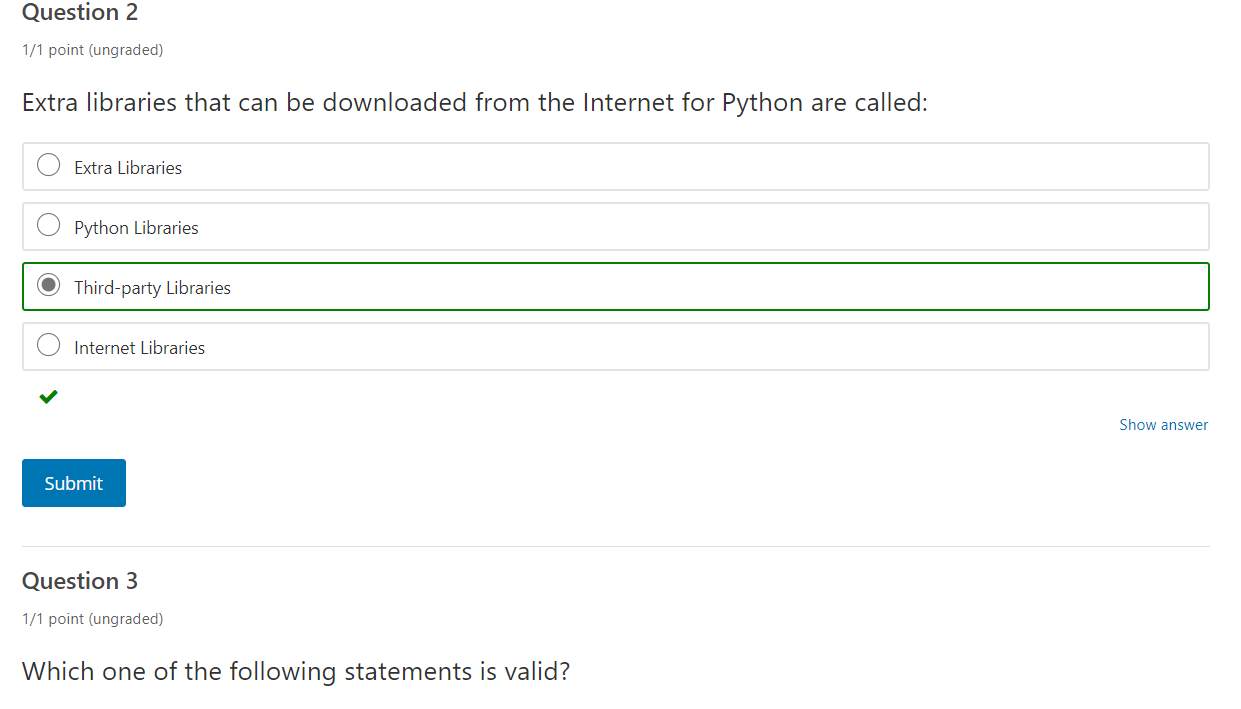 Question 2
1/1 point (ungraded)
Extra libraries that can be downloaded from the Internet for Python are called:
Extra Libraries
Python Libraries
Third-party Libraries
Internet Libraries
Show answer
Submit
Question 3
1/1 point (ungraded)
Which one of the following statements is valid?